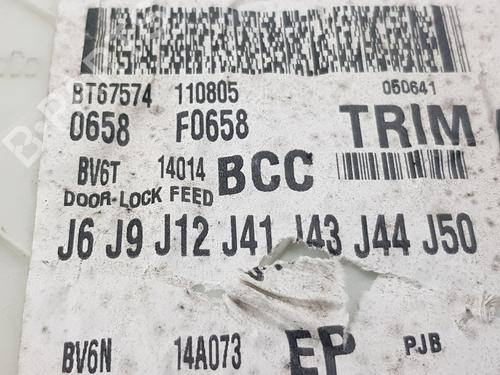 BT67574 110805 050641
0658 F0658 TRIM
BV6T 14014 BCC
DOOR-LOCK FEED
J6 J9 J12 J41 J43 J44 J50
BV6N 14A073 EP PJB